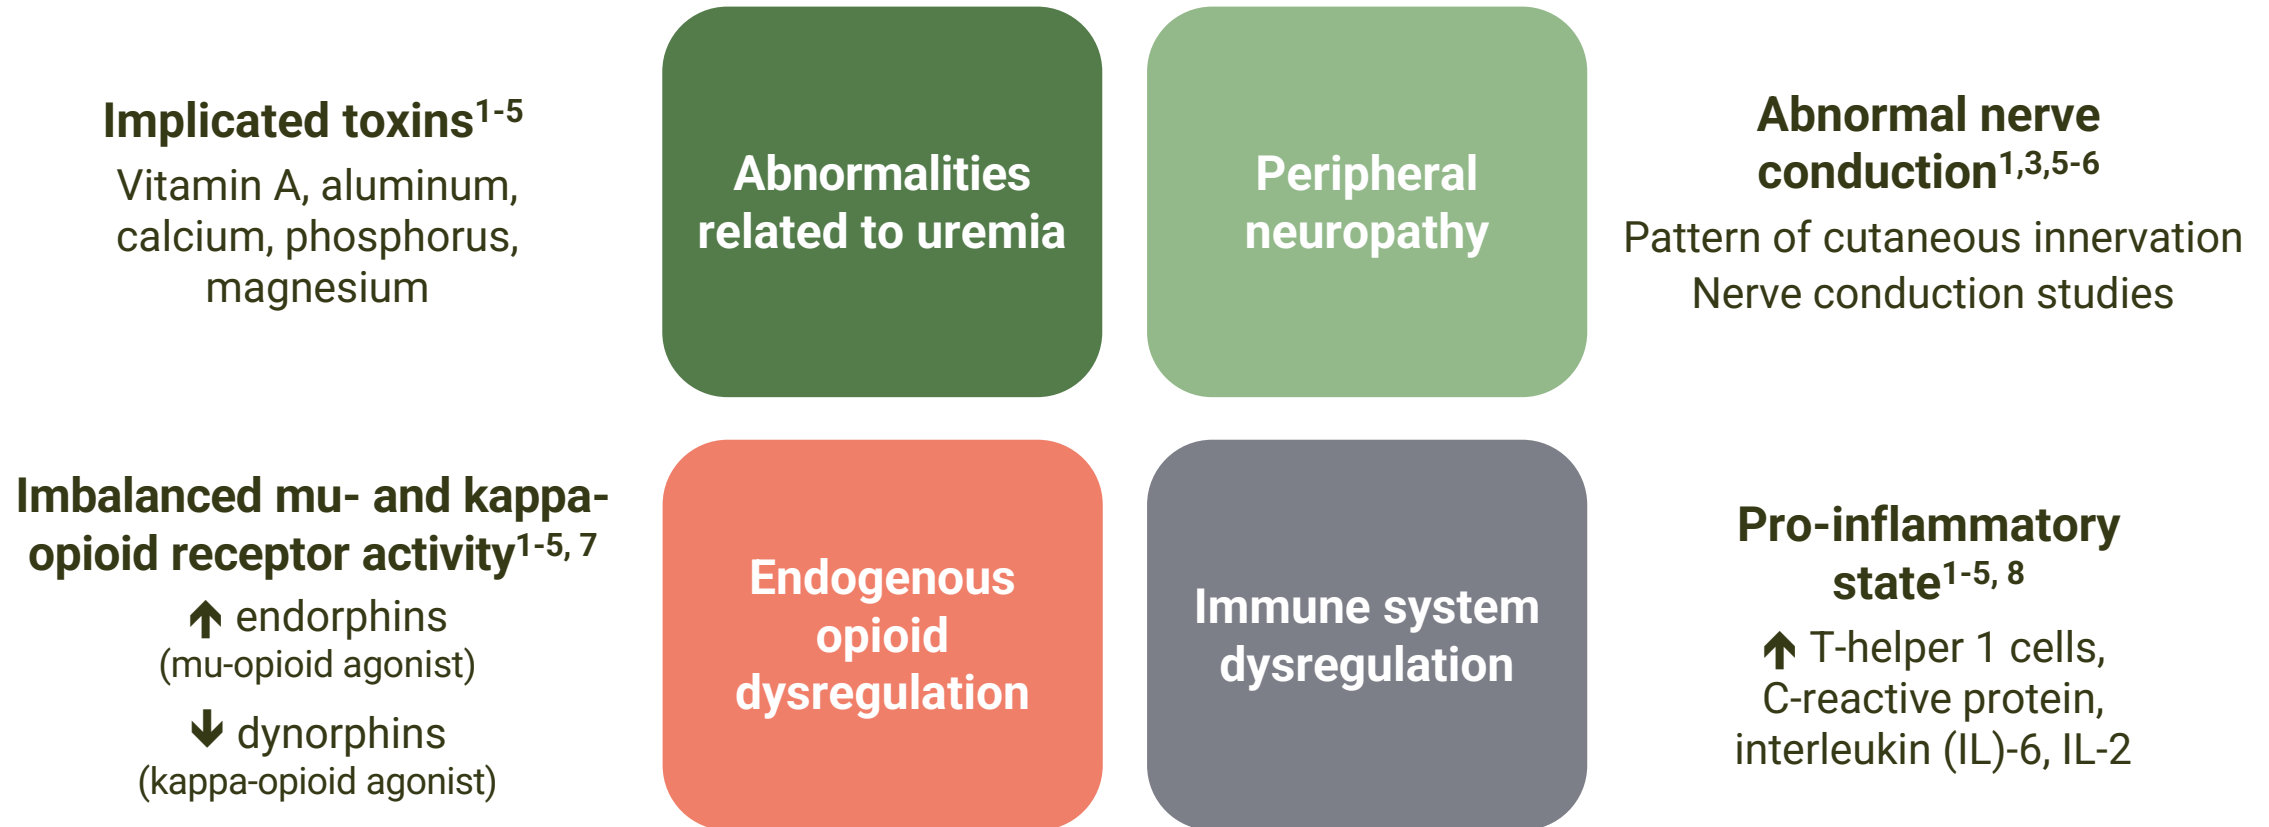 Implicated toxins1-5
Vitamin A, aluminum,
calcium, phosphorus,
magnesium
Abnormalities
related to uremia
Peripheral
neuropathy
Abnormal nerve
conduction1,3,5-6
Pattern of cutaneous innervation
Nerve conduction studies
Imbalanced mu- and kappa-
opioid receptor activity1-5, 7
↑ endorphins
(mu-opioid agonist)
↓ dynorphins
(kappa-opioid agonist)
Endogenous
opioid
dysregulation
Immune system
dysregulation
Pro-inflammatory
state1-5, 8
↑ T-helper 1 cells,
C-reactive protein,
interleukin (IL)-6, IL-2